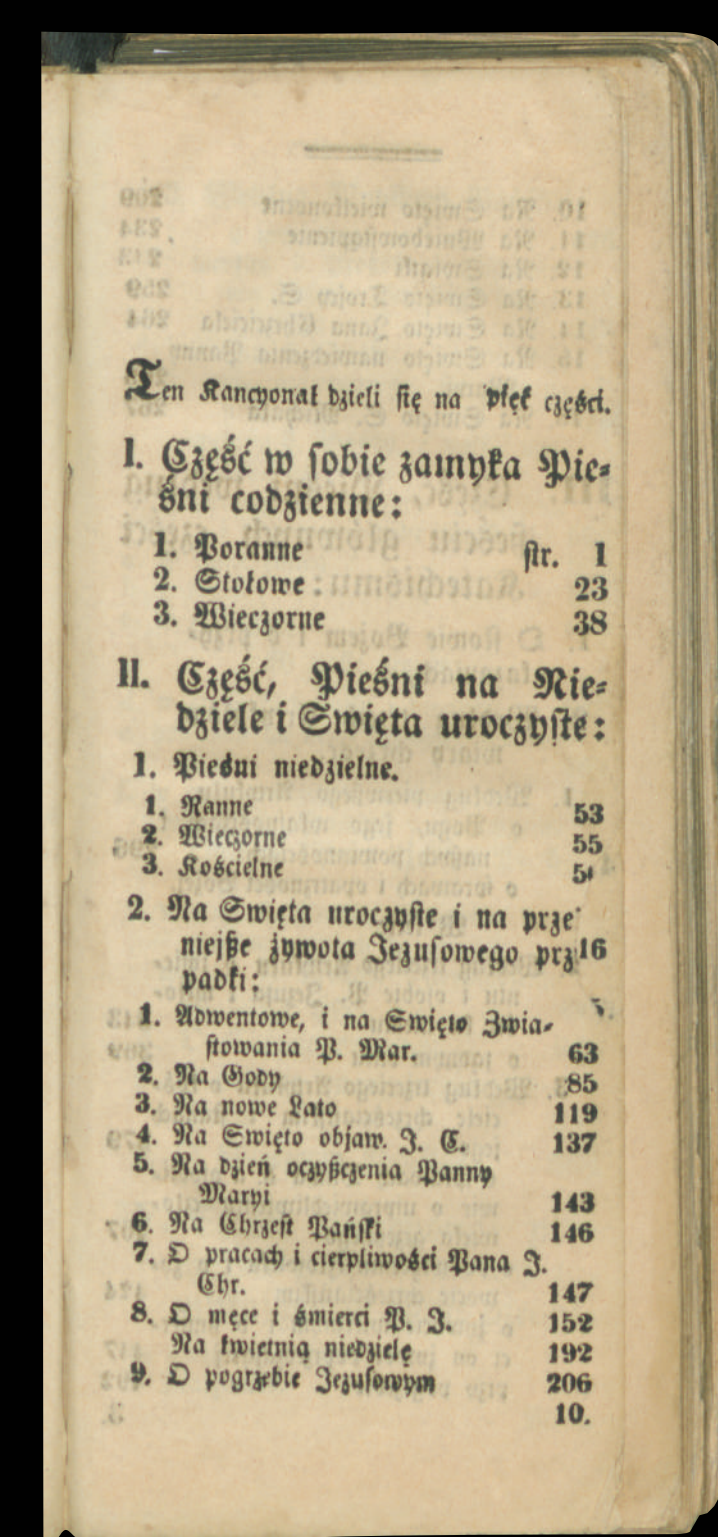 Ten Kancyonał dzieli się na pięć części.
I. Część w sobie zamyka Pie-
śni codzienne:
1. Poranne str. 1
2. Stołowe 23
3. Wieczorne 38
II. Część, Pieśni na Nie-
dziele i Swięta uroczyste:
1. Pieśni niedzielne.
1. Ranne 53
2. Wieczorne 55
3. Kościelne
2. Na Swięta uroczyste i na prze
niejsze żywota Jezusowego prz 16
padki:
1. Adwentowe, i na Swięto Zwia-
stowania P. Mar. 63
2. Na Gody 85
3. Na nowe Lato 119
4. Na Swięto objaw. J. C. 137
5. Na dzień oczyszczenia Panny
Maryi 143
6. Na Chrzest Pański 146
7. O pracach i cierpliwości Pana J.
Chr. 147
8. O męce i śmierci P. J. 152
Na kwietnią niedzielę 192
9. O pogrzebie Jezusowym 206
10.